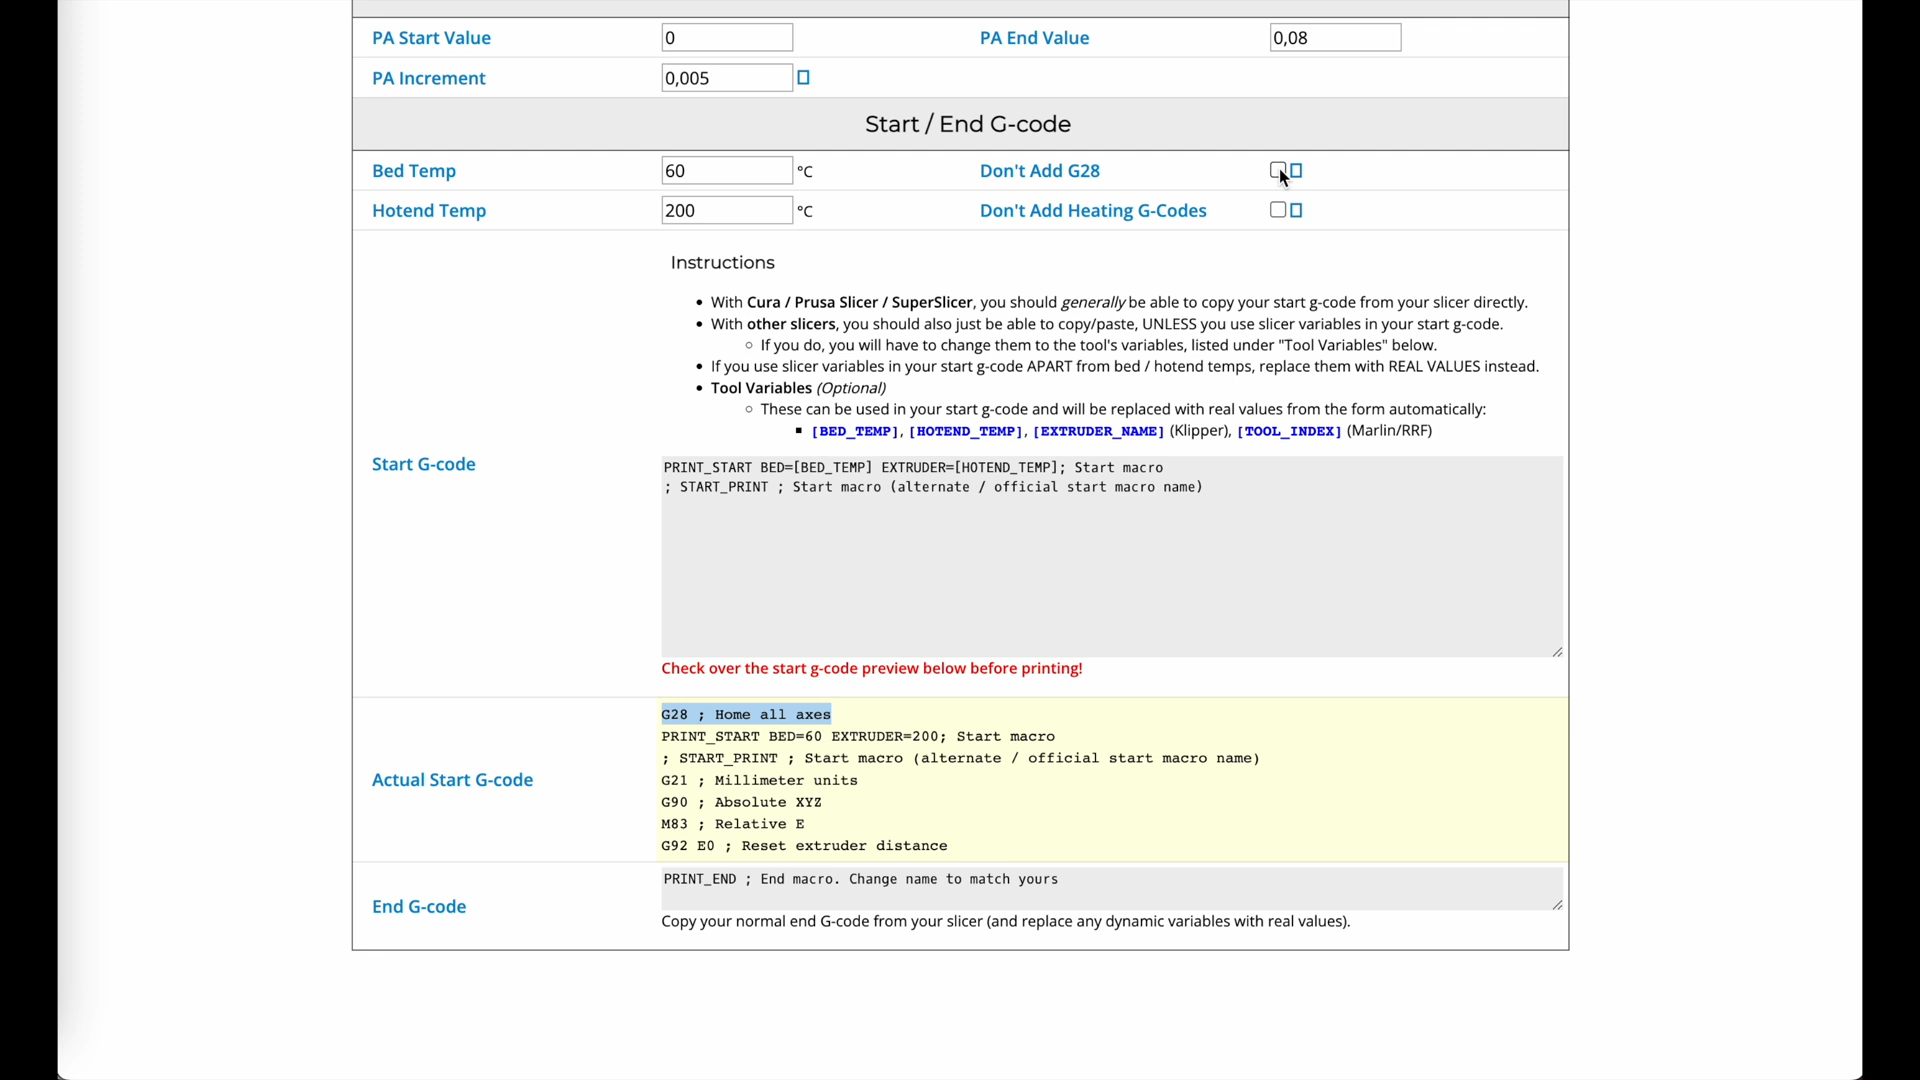 PA Start Value 0 PA End Value 0,08
PA Increment 0,005
Start / End G-code
Bed Temp 60 °C Don't Add G28
Hotend Temp 200 °C Don't Add Heating G-Codes
Instructions
• With Cura / Prusa Slicer / SuperSlicer, you should generally be able to copy your start g-code from your slicer directly.
• With other slicers, you should also just be able to copy/paste, UNLESS you use slicer variables in your start g-code.
◦ If you do, you will have to change them to the tool's variables, listed under "Tool Variables" below.
• If you use slicer variables in your start g-code APART from bed / hotend temps, replace them with REAL VALUES instead.
• Tool Variables (Optional)
◦ These can be used in your start g-code and will be replaced with real values from the form automatically:
▪ [BED_TEMP], [HOTEND_TEMP], [EXTRUDER_NAME] (Klipper), [TOOL_INDEX] (Marlin/RRF)
Start G-code
PRINT_START BED=[BED_TEMP] EXTRUDER=[HOTEND_TEMP]; Start macro
; START_PRINT ; Start macro (alternate / official start macro name)
Check over the start g-code preview below before printing!
Actual Start G-code
G28 ; Home all axes
PRINT_START BED=60 EXTRUDER=200; Start macro
; START_PRINT ; Start macro (alternate / official start macro name)
G21 ; Millimeter units
G90 ; Absolute XYZ
M83 ; Relative E
G92 E0 ; Reset extruder distance
End G-code
PRINT_END ; End macro. Change name to match yours
Copy your normal end G-code from your slicer (and replace any dynamic variables with real values).